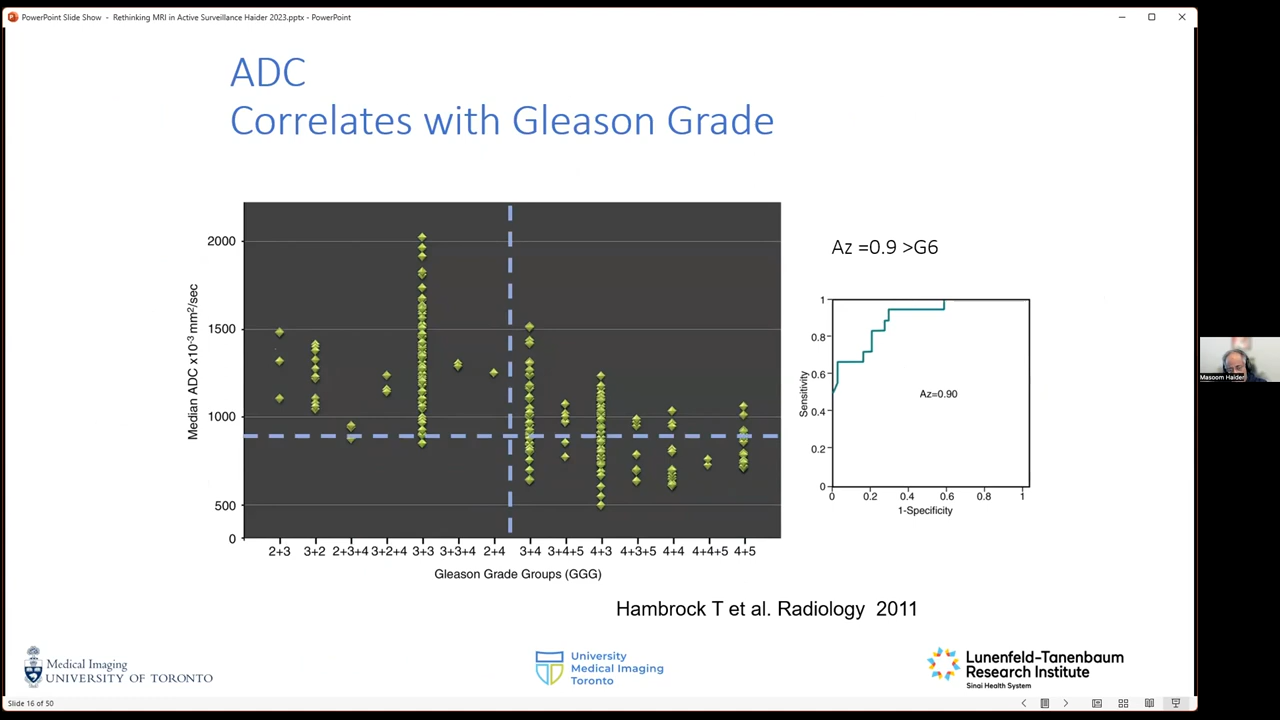 PowerPoint Slide Show - Rethinking MRI in Active Surveillance Haider 2023.pptx - PowerPoint
ADC
Correlates with Gleason Grade
Median ADC x10-3 mm2/sec
2000
1500
1000
500
0
2+3 3+2 2+3+4 3+2+4 3+3 3+3+4 2+4 3+4 3+4+5 4+3 4+3+5 4+4 4+4+5 4+5
Gleason Grade Groups (GGG)
Az =0.9 >G6
Sensitivity
1
0.8
0.6
0.4
0.2
0
Az=0.90
0 0.2 0.4 0.6 0.8 1
1-Specificity
Hambrock T et al. Radiology 2011
Masoom Haider
Medical Imaging
UNIVERSITY OF TORONTO
University
Medical Imaging
Toronto
Lunenfeld-Tanenbaum
Research Institute
Sinai Health System
Slide 16 of 50